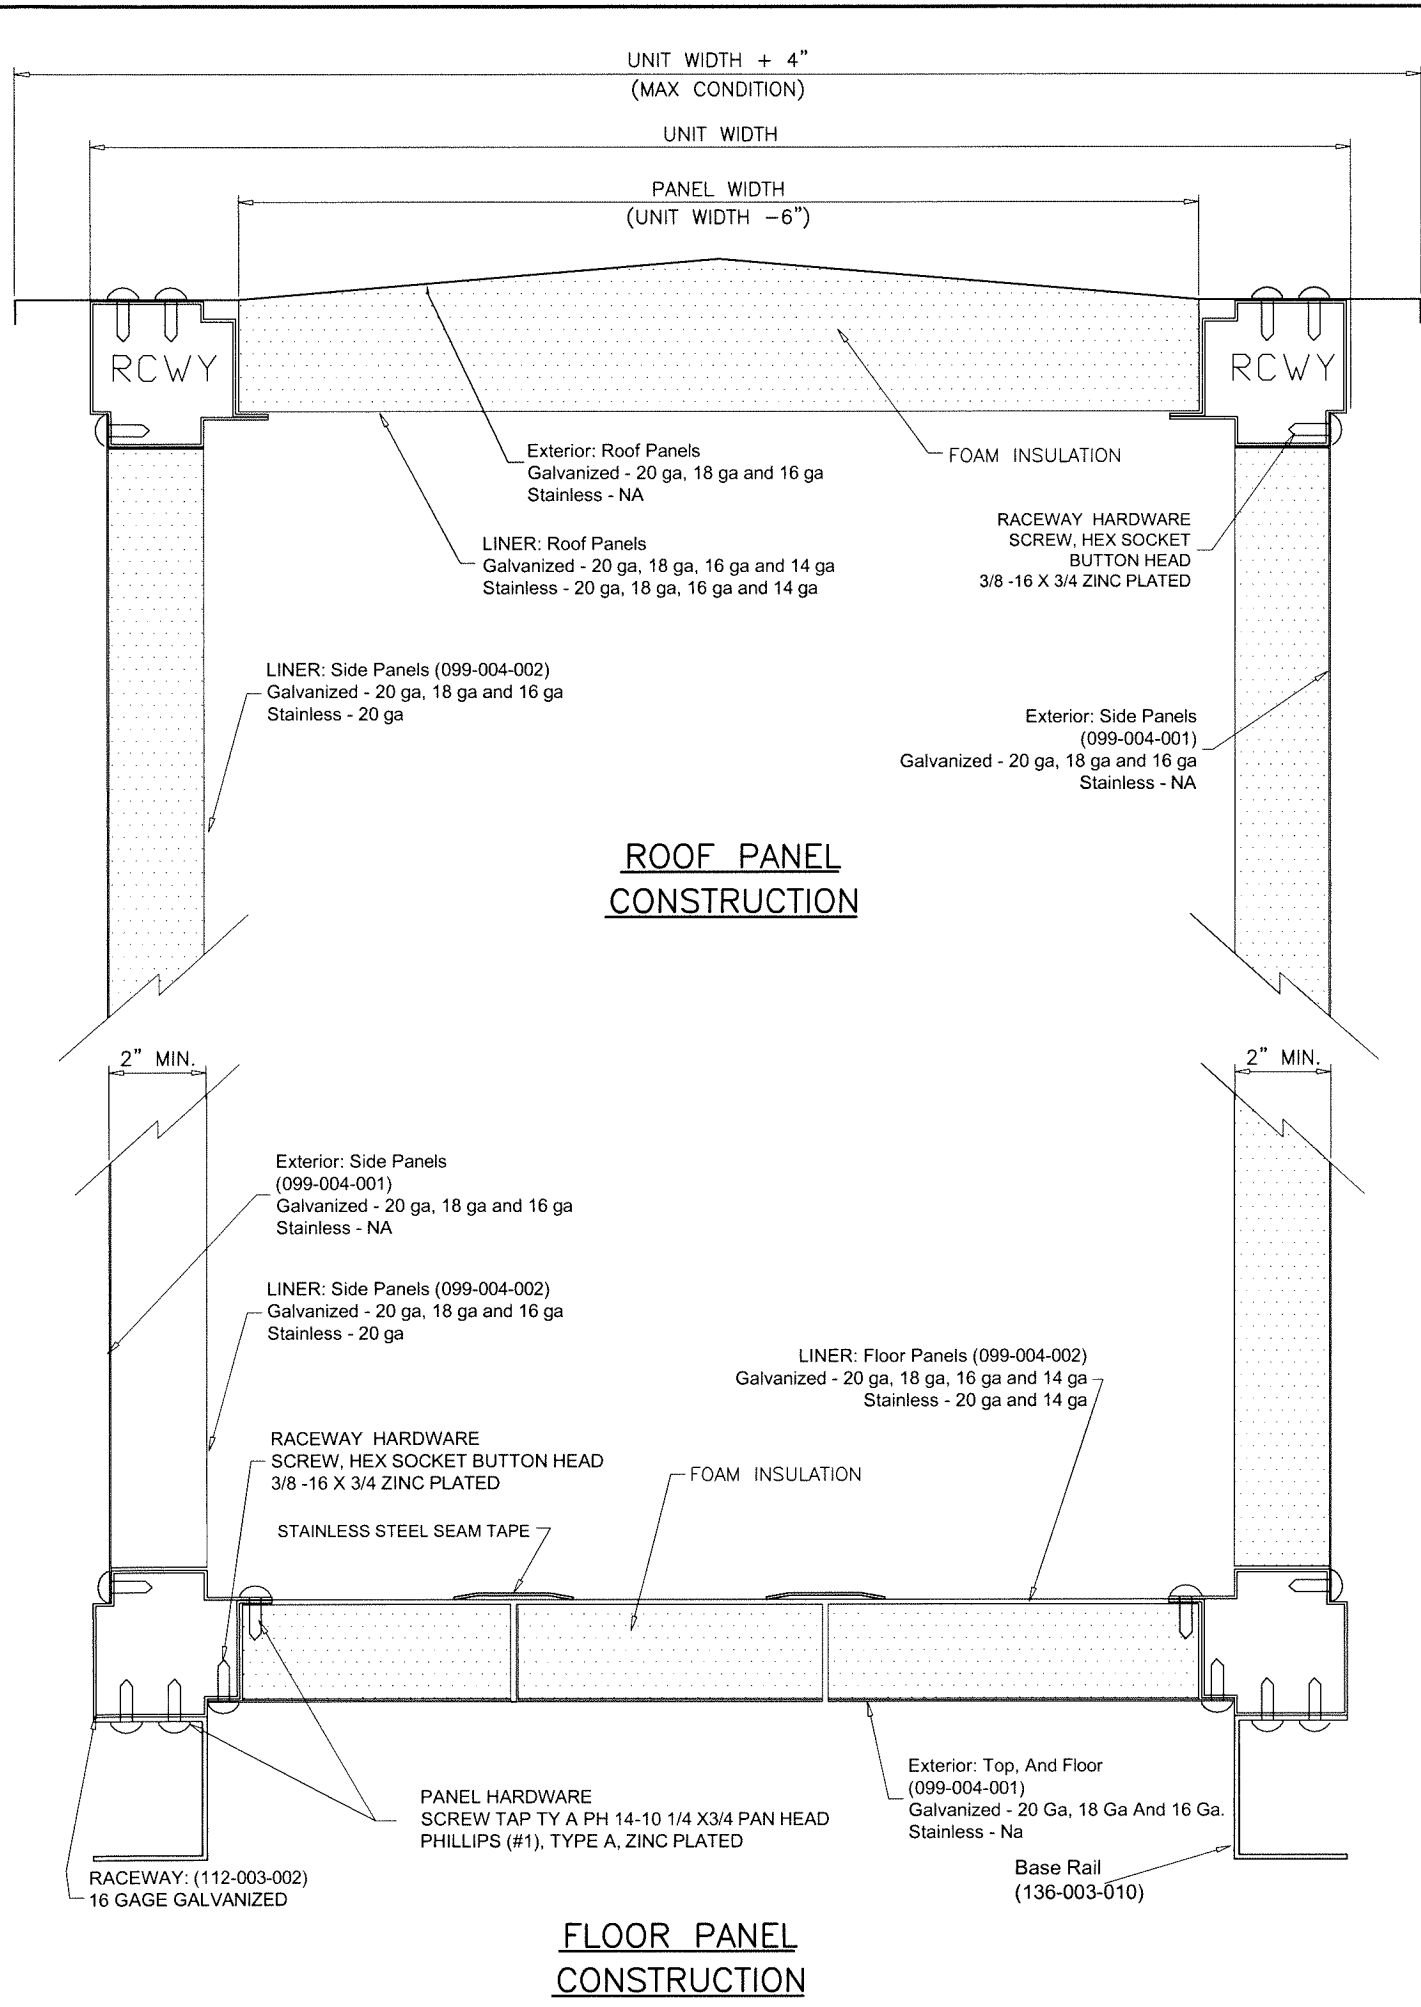 UNIT WIDTH + 4”
(MAX CONDITION)
UNIT WIDTH
PANEL WIDTH
(UNIT WIDTH -6”)
RCWY
RCWY
Exterior: Roof Panels
Galvanized - 20 ga, 18 ga and 16 ga
Stainless - NA
FOAM INSULATION
LINER: Roof Panels
Galvanized - 20 ga, 18 ga, 16 ga and 14 ga
Stainless - 20 ga, 18 ga, 16 ga and 14 ga
RACEWAY HARDWARE
SCREW, HEX SOCKET
BUTTON HEAD
3/8 -16 X 3/4 ZINC PLATED
LINER: Side Panels (099-004-002)
Galvanized - 20 ga, 18 ga and 16 ga
Stainless - 20 ga
Exterior: Side Panels
(099-004-001)
Galvanized - 20 ga, 18 ga and 16 ga
Stainless - NA
ROOF PANEL
CONSTRUCTION
2” MIN.
2” MIN.
Exterior: Side Panels
(099-004-001)
Galvanized - 20 ga, 18 ga and 16 ga
Stainless - NA
LINER: Side Panels (099-004-002)
Galvanized - 20 ga, 18 ga and 16 ga
Stainless - 20 ga
LINER: Floor Panels (099-004-002)
Galvanized - 20 ga, 18 ga, 16 ga and 14 ga
Stainless - 20 ga and 14 ga
RACEWAY HARDWARE
SCREW, HEX SOCKET BUTTON HEAD
3/8 -16 X 3/4 ZINC PLATED
FOAM INSULATION
STAINLESS STEEL SEAM TAPE
PANEL HARDWARE
SCREW TAP TY A PH 14-10 1/4 X3/4 PAN HEAD
PHILLIPS (#1), TYPE A, ZINC PLATED
Exterior: Top, And Floor
(099-004-001)
Galvanized - 20 Ga, 18 Ga And 16 Ga.
Stainless - Na
Base Rail
(136-003-010)
RACEWAY: (112-003-002)
16 GAGE GALVANIZED
FLOOR PANEL
CONSTRUCTION